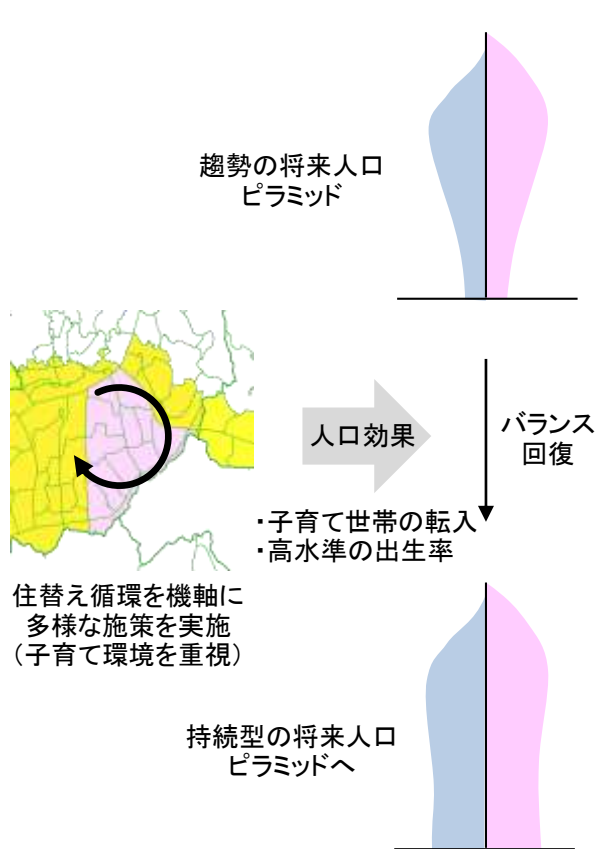 趨勢の将来人口
ピラミッド
人口効果
バランス
回復
・子育て世帯の転入
・高水準の出生率
住替え循環を機軸に
多様な施策を実施
（子育て環境を重視）
持続型の将来人口
ピラミッドへ